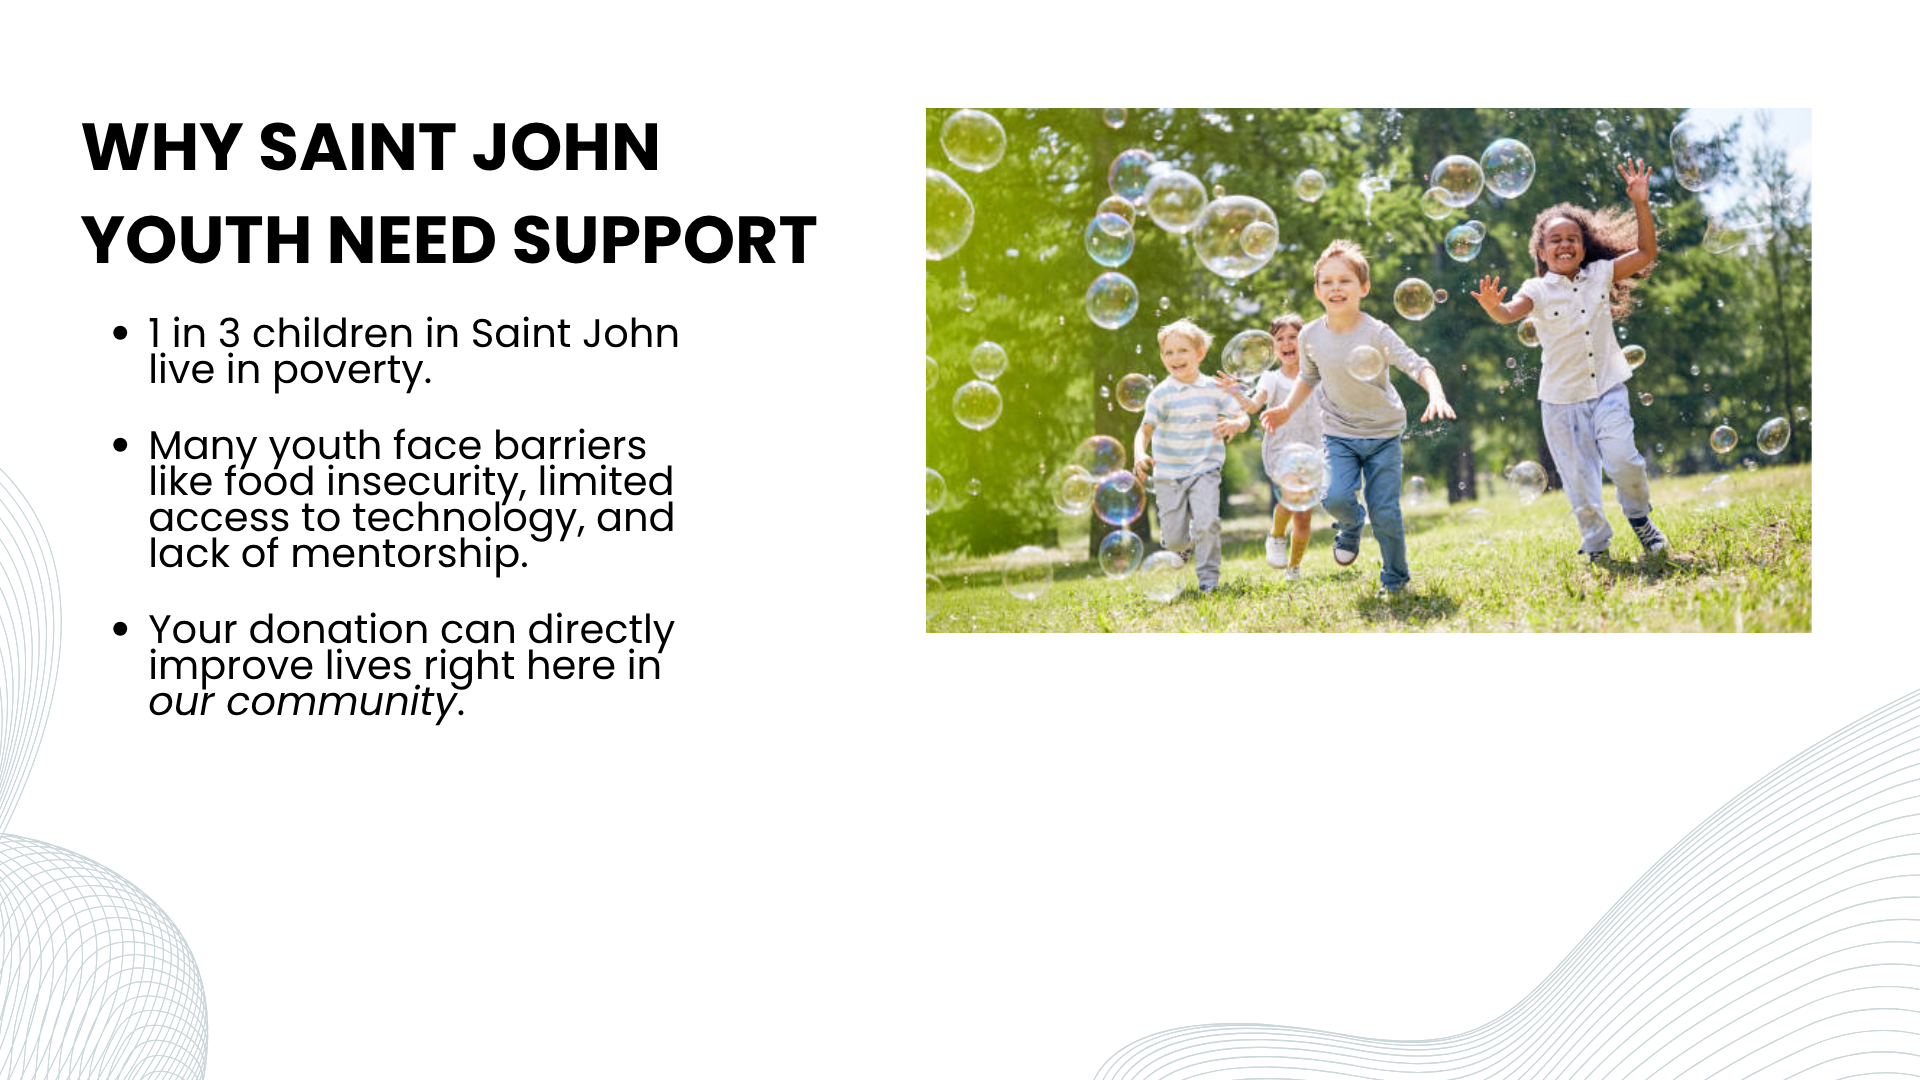 WHY SAINT JOHN
YOUTH NEED SUPPORT
• 1 in 3 children in Saint John
live in poverty.
• Many youth face barriers
like food insecurity, limited
access to technology, and
lack of mentorship.
• Your donation can directly
improve lives right here in
our community.